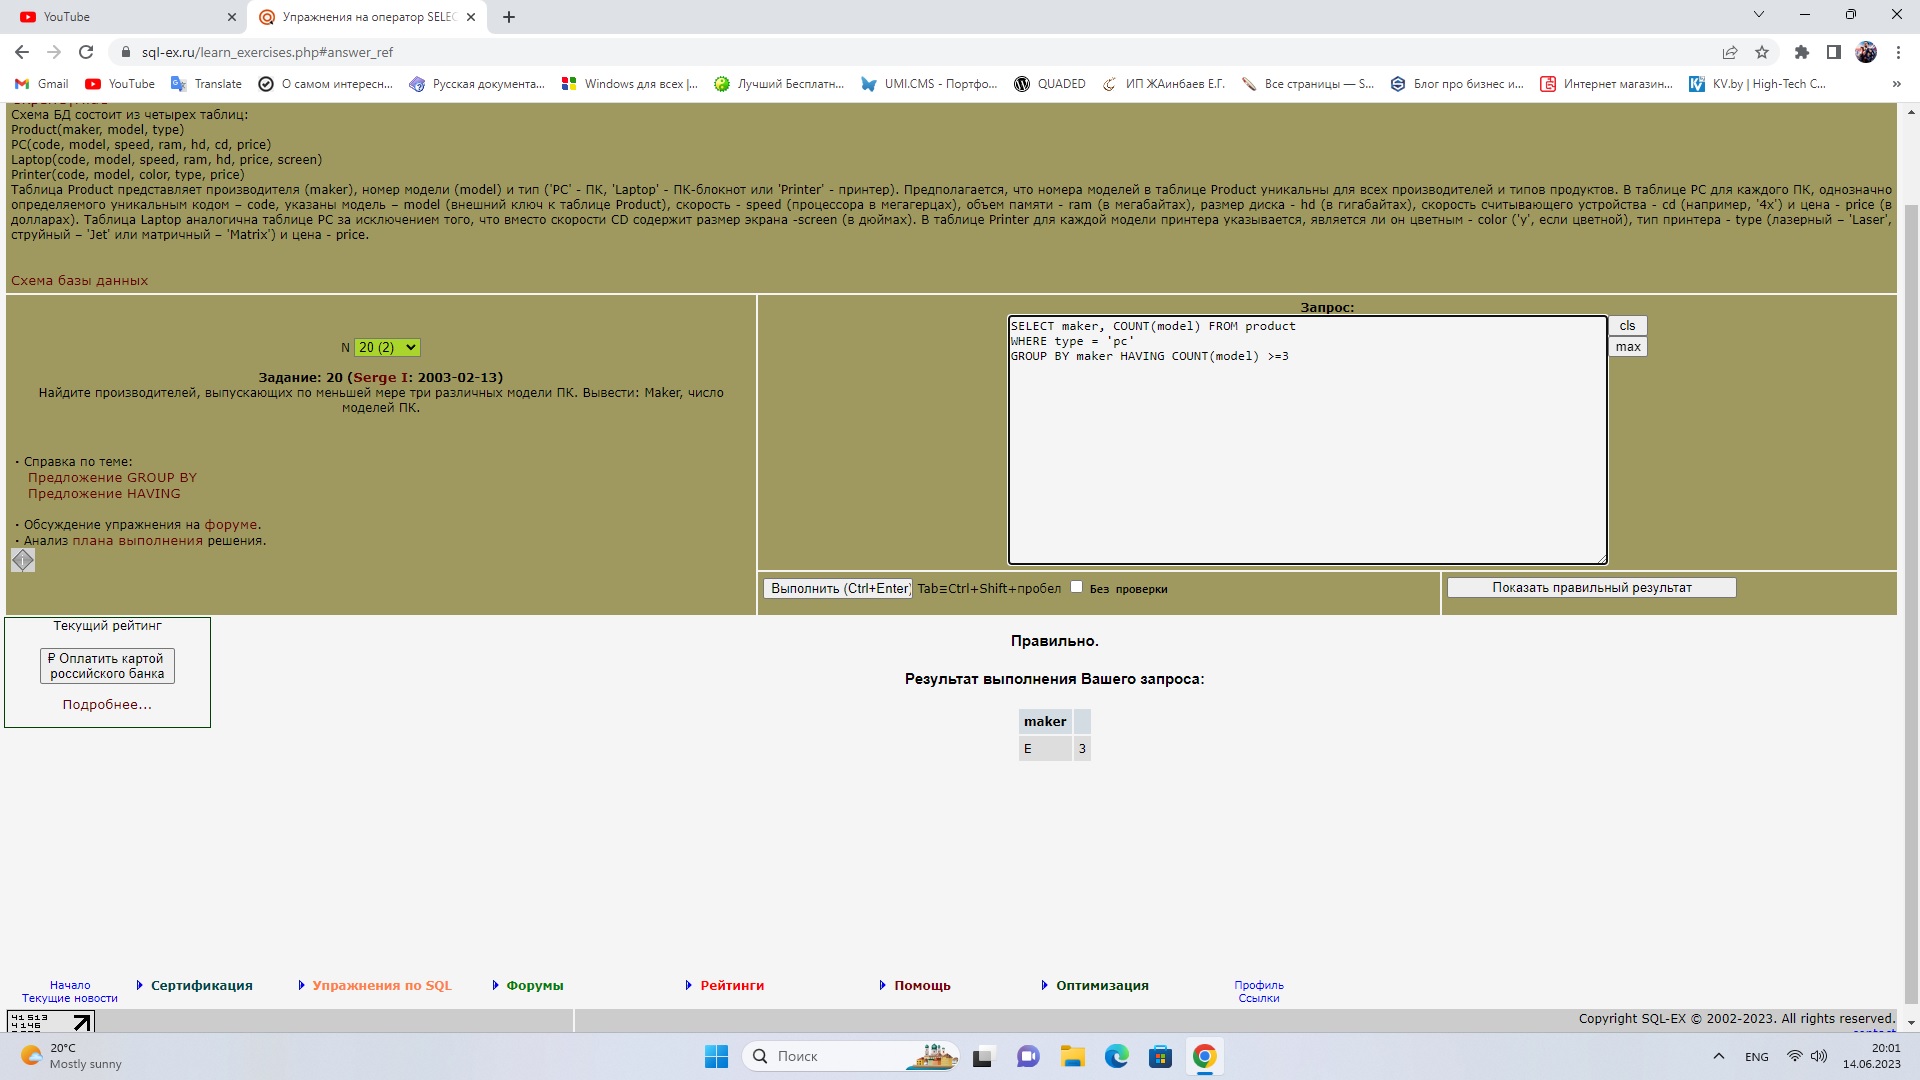 YouTube
Упражнения на оператор SELEC
sql-ex.ru/learn_exercises.php#answer_ref
Gmail
YouTube
Translate
О самом интересн...
Русская документа...
Windows для всех |...
Лучший Бесплатн...
UMI.CMS - Портфо...
QUADED
ИП ЖАинбаев Е.Г.
Все страницы — S...
Блог про бизнес и...
Интернет магазин...
KV.by | High-Tech C...
»
Схема БД состоит из четырех таблиц:
Product(maker, model, type)
PC(code, model, speed, ram, hd, cd, price)
Laptop(code, model, speed, ram, hd, price, screen)
Printer(code, model, color, type, price)
Таблица Product представляет производителя (maker), номер модели (model) и тип ('PC' - ПК, 'Laptop' - ПК-блокнот или 'Printer' - принтер). Предполагается, что номера моделей в таблице Product уникальны для всех производителей и типов продуктов. В таблице PC для каждого ПК, однозначно
определяемого уникальным кодом – code, указаны модель – model (внешний ключ к таблице Product), скорость - speed (процессора в мегагерцах), объем памяти - ram (в мегабайтах), размер диска - hd (в гигабайтах), скорость считывающего устройства - cd (например, '4x') и цена - price (в
долларах). Таблица Laptop аналогична таблице PC за исключением того, что вместо скорости CD содержит размер экрана -screen (в дюймах). В таблице Printer для каждой модели принтера указывается, является ли он цветным - color ('y', если цветной), тип принтера - type (лазерный – 'Laser',
струйный – 'Jet' или матричный – 'Matrix') и цена - price.
Схема базы данных
N 20 (2)
Задание: 20 (Serge I: 2003-02-13)
Найдите производителей, выпускающих по меньшей мере три различных модели ПК. Вывести: Maker, число
моделей ПК.
· Справка по теме:
Предложение GROUP BY
Предложение HAVING
· Обсуждение упражнения на форуме.
· Анализ плана выполнения решения.
Запрос:
SELECT maker, COUNT(model) FROM product
WHERE type = 'pc'
GROUP BY maker HAVING COUNT(model) >=3
cls
max
Выполнить (Ctrl+Enter) Tab≡Ctrl+Shift+пробел Без проверки
Показать правильный результат
Текущий рейтинг
₽ Оплатить картой
российского банка
Подробнее...
Правильно.
Результат выполнения Вашего запроса:
maker
E 3
Начало
Текущие новости
Сертификация
Упражнения по SQL
Форумы
Рейтинги
Помощь
Оптимизация
Профиль
Ссылки
41 513
4 146
Copyright SQL-EX © 2002-2023. All rights reserved.
20°C
Mostly sunny
Поиск
ENG
20:01
14.06.2023